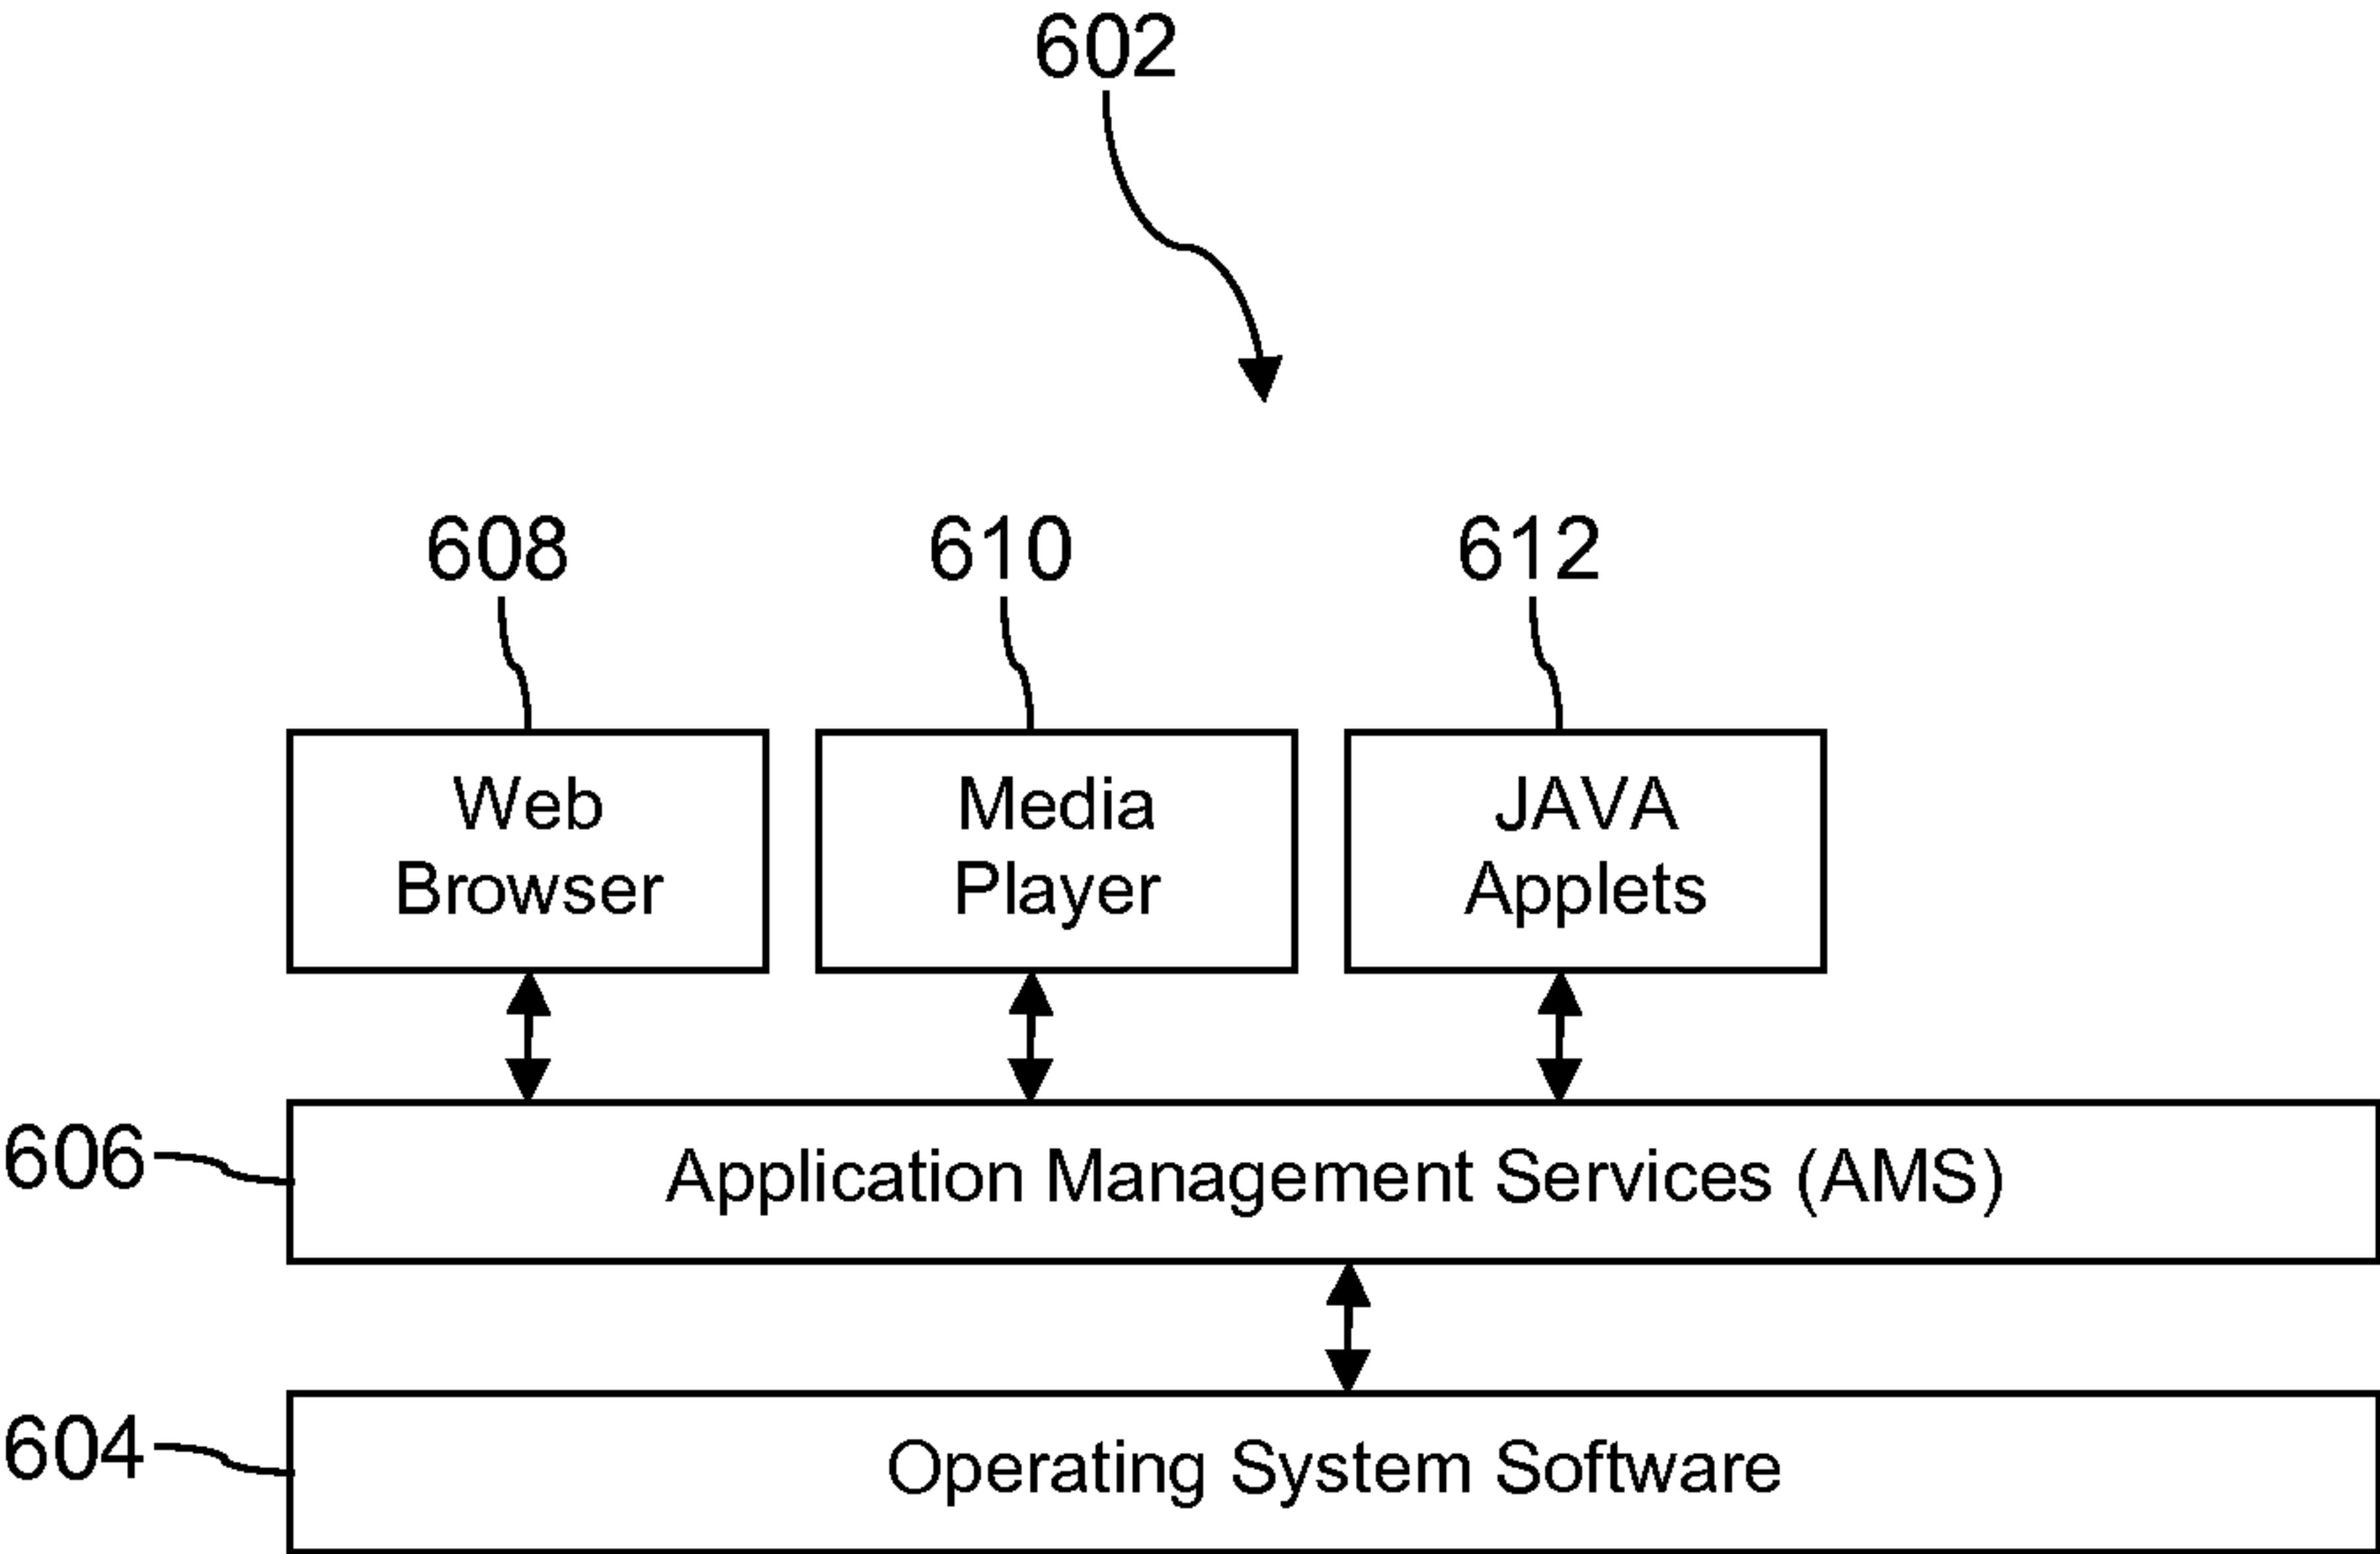 602
608
610
612
Web
Browser
Media
Player
JAVA
Applets
606
Application Management Services (AMS)
604
Operating System Software